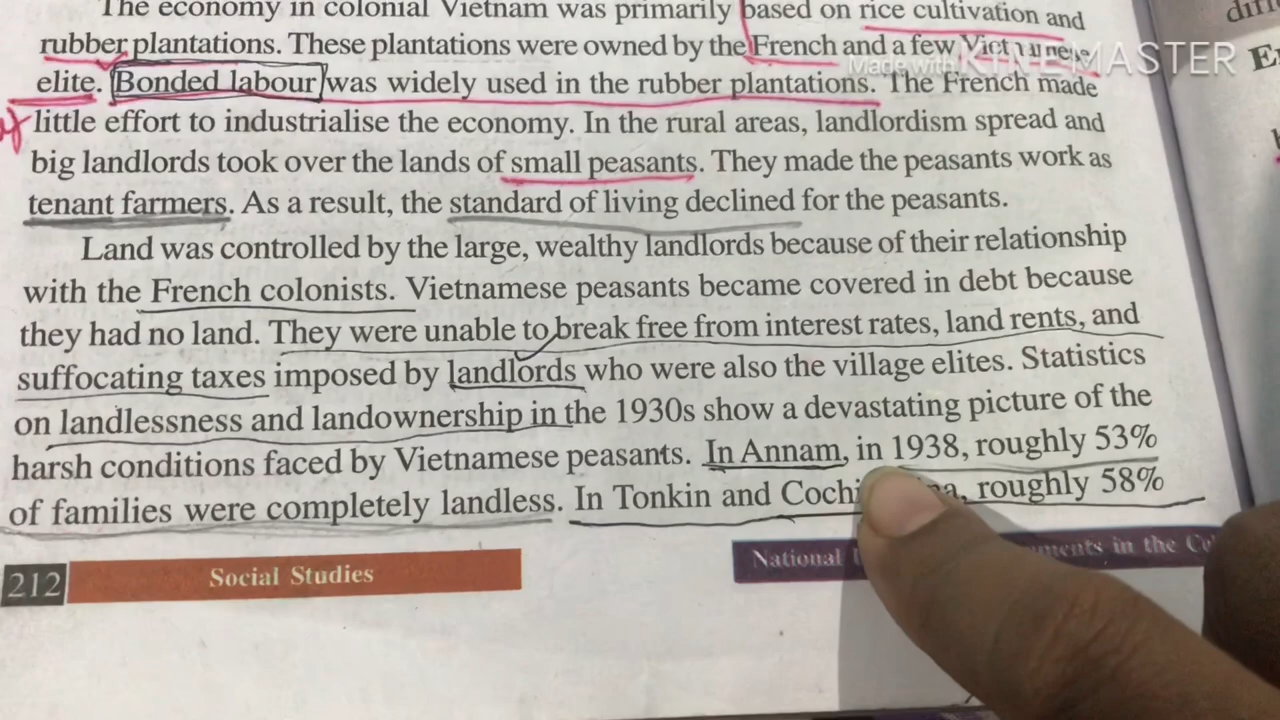 The economy in colonial Vietnam was primarily based on rice cultivation and
rubber plantations. These plantations were owned by the French and a few Vietnamese
Made with KINEMASTER
elite. Bonded labour was widely used in the rubber plantations. The French made
little effort to industrialise the economy. In the rural areas, landlordism spread and
big landlords took over the lands of small peasants. They made the peasants work as
tenant farmers. As a result, the standard of living declined for the peasants.
Land was controlled by the large, wealthy landlords because of their relationship
with the French colonists. Vietnamese peasants became covered in debt because
they had no land. They were unable to break free from interest rates, land rents, and
suffocating taxes imposed by landlords who were also the village elites. Statistics
on landlessness and landownership in the 1930s show a devastating picture of the
harsh conditions faced by Vietnamese peasants. In Annam, in 1938, roughly 53%
of families were completely landless. In Tonkin and roughly 58%
212 Social Studies
National in the